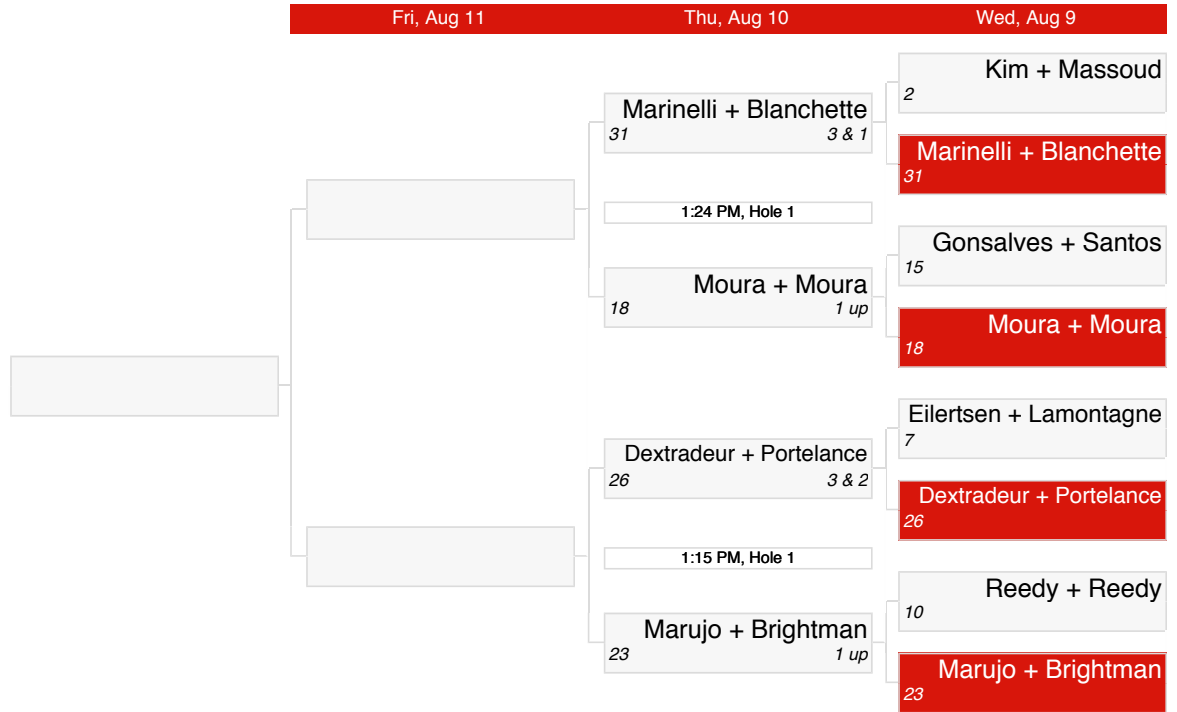 Fri, Aug 11
Thu, Aug 10
Wed, Aug 9
Kim + Massoud
2
Marinelli + Blanchette
31
3 & 1
Marinelli + Blanchette
31
1:24 PM, Hole 1
Gonsalves + Santos
15
Moura + Moura
18
1 up
Moura + Moura
18
Eilertsen + Lamontagne
7
Dextradeur + Portelance
26
3 & 2
Dextradeur + Portelance
26
1:15 PM, Hole 1
Reedy + Reedy
10
Marujo + Brightman
23
1 up
Marujo + Brightman
23